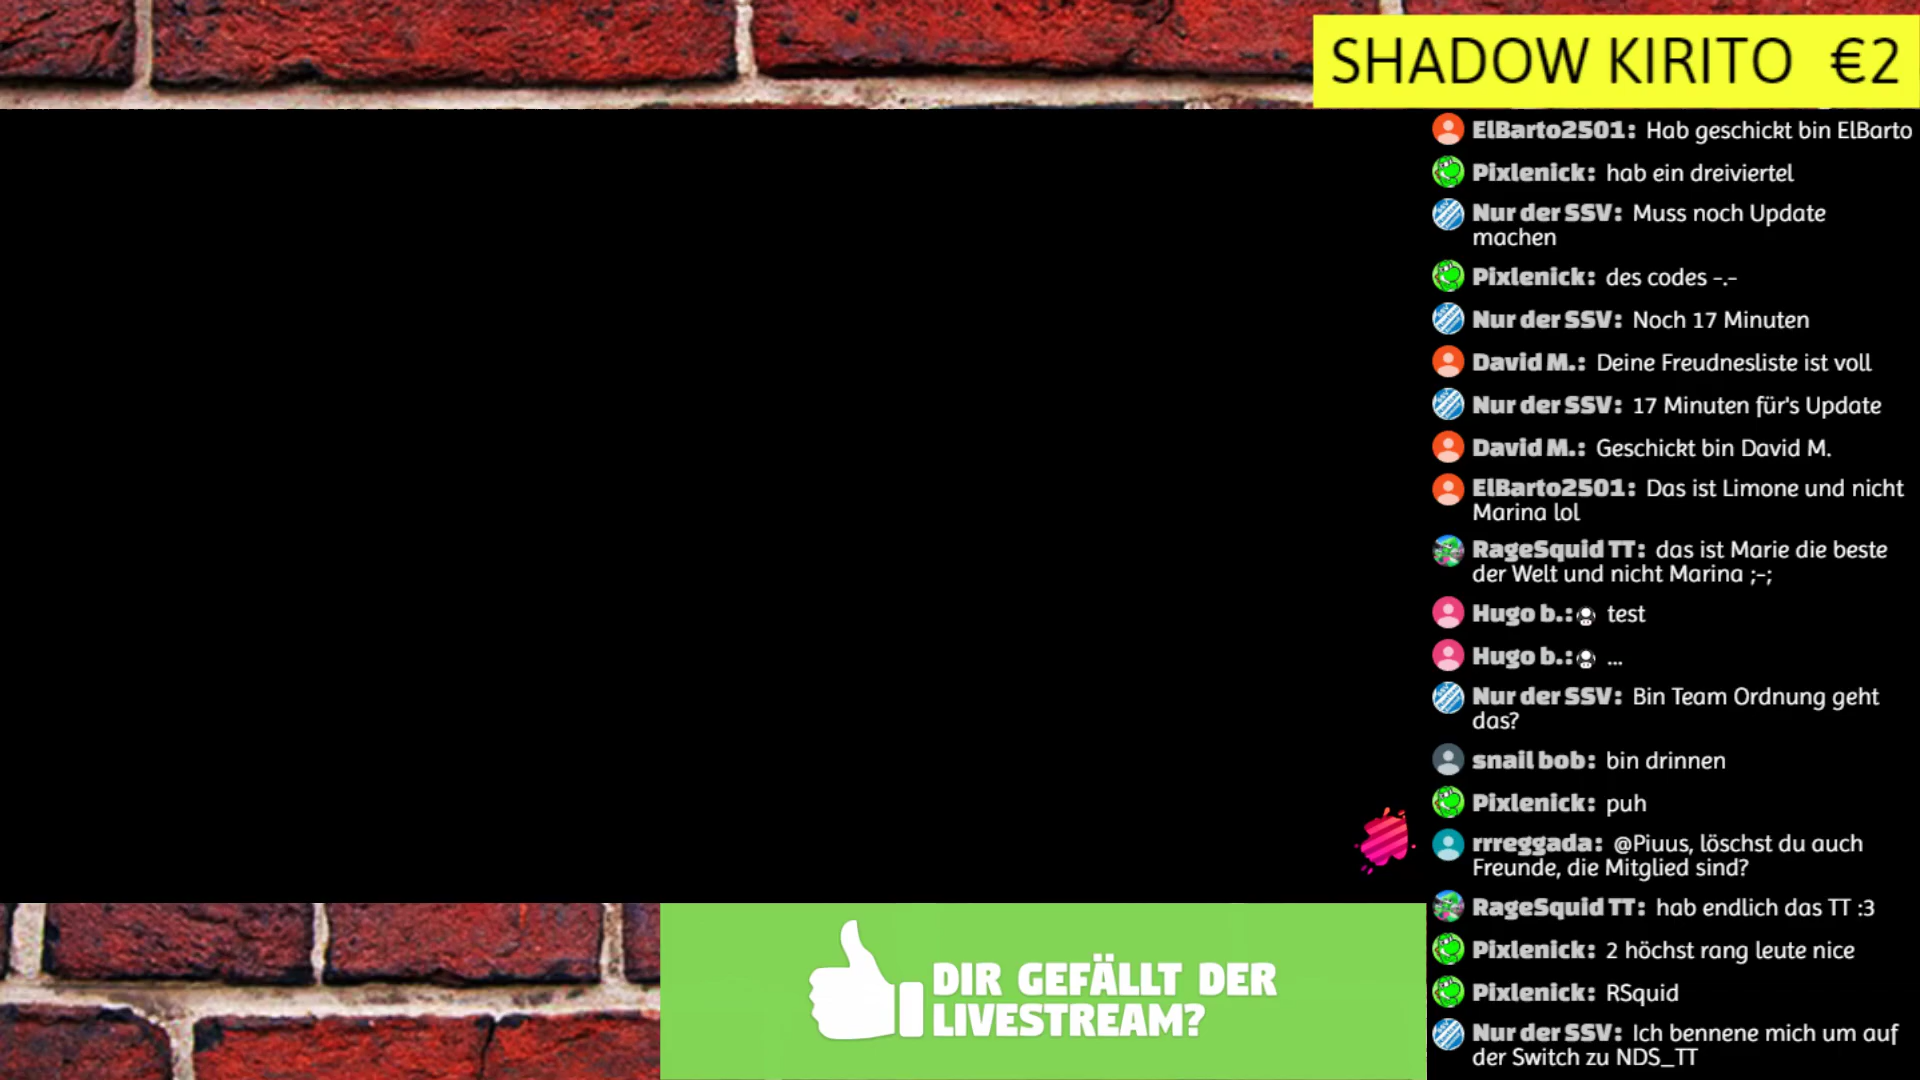 SHADOW KIRITO €2
ElBarto2501: Hab geschickt bin ElBarto
Pixlenick: hab ein dreiviertel
Nur der SSV: Muss noch Update
machen
Pixlenick: des codes -.-
Nur der SSV: Noch 17 Minuten
David M.: Deine Freudnesliste ist voll
Nur der SSV: 17 Minuten für's Update
David M.: Geschickt bin David M.
ElBarto2501: Das ist Limone und nicht
Marina lol
RageSquid TT: das ist Marie die beste
der Welt und nicht Marina ;-;
Hugo b.: test
Hugo b.: ...
Nur der SSV: Bin Team Ordnung geht
das?
snail bob: bin drinnen
Pixlenick: puh
rrreggada: @Piuus, löschst du auch
Freunde, die Mitglied sind?
RageSquid TT: hab endlich das TT :3
Pixlenick: 2 höchst rang leute nice
Pixlenick: RSquid
Nur der SSV: Ich bennene mich um auf
der Switch zu NDS_TT
DIR GEFÄLLT DER
LIVESTREAM?